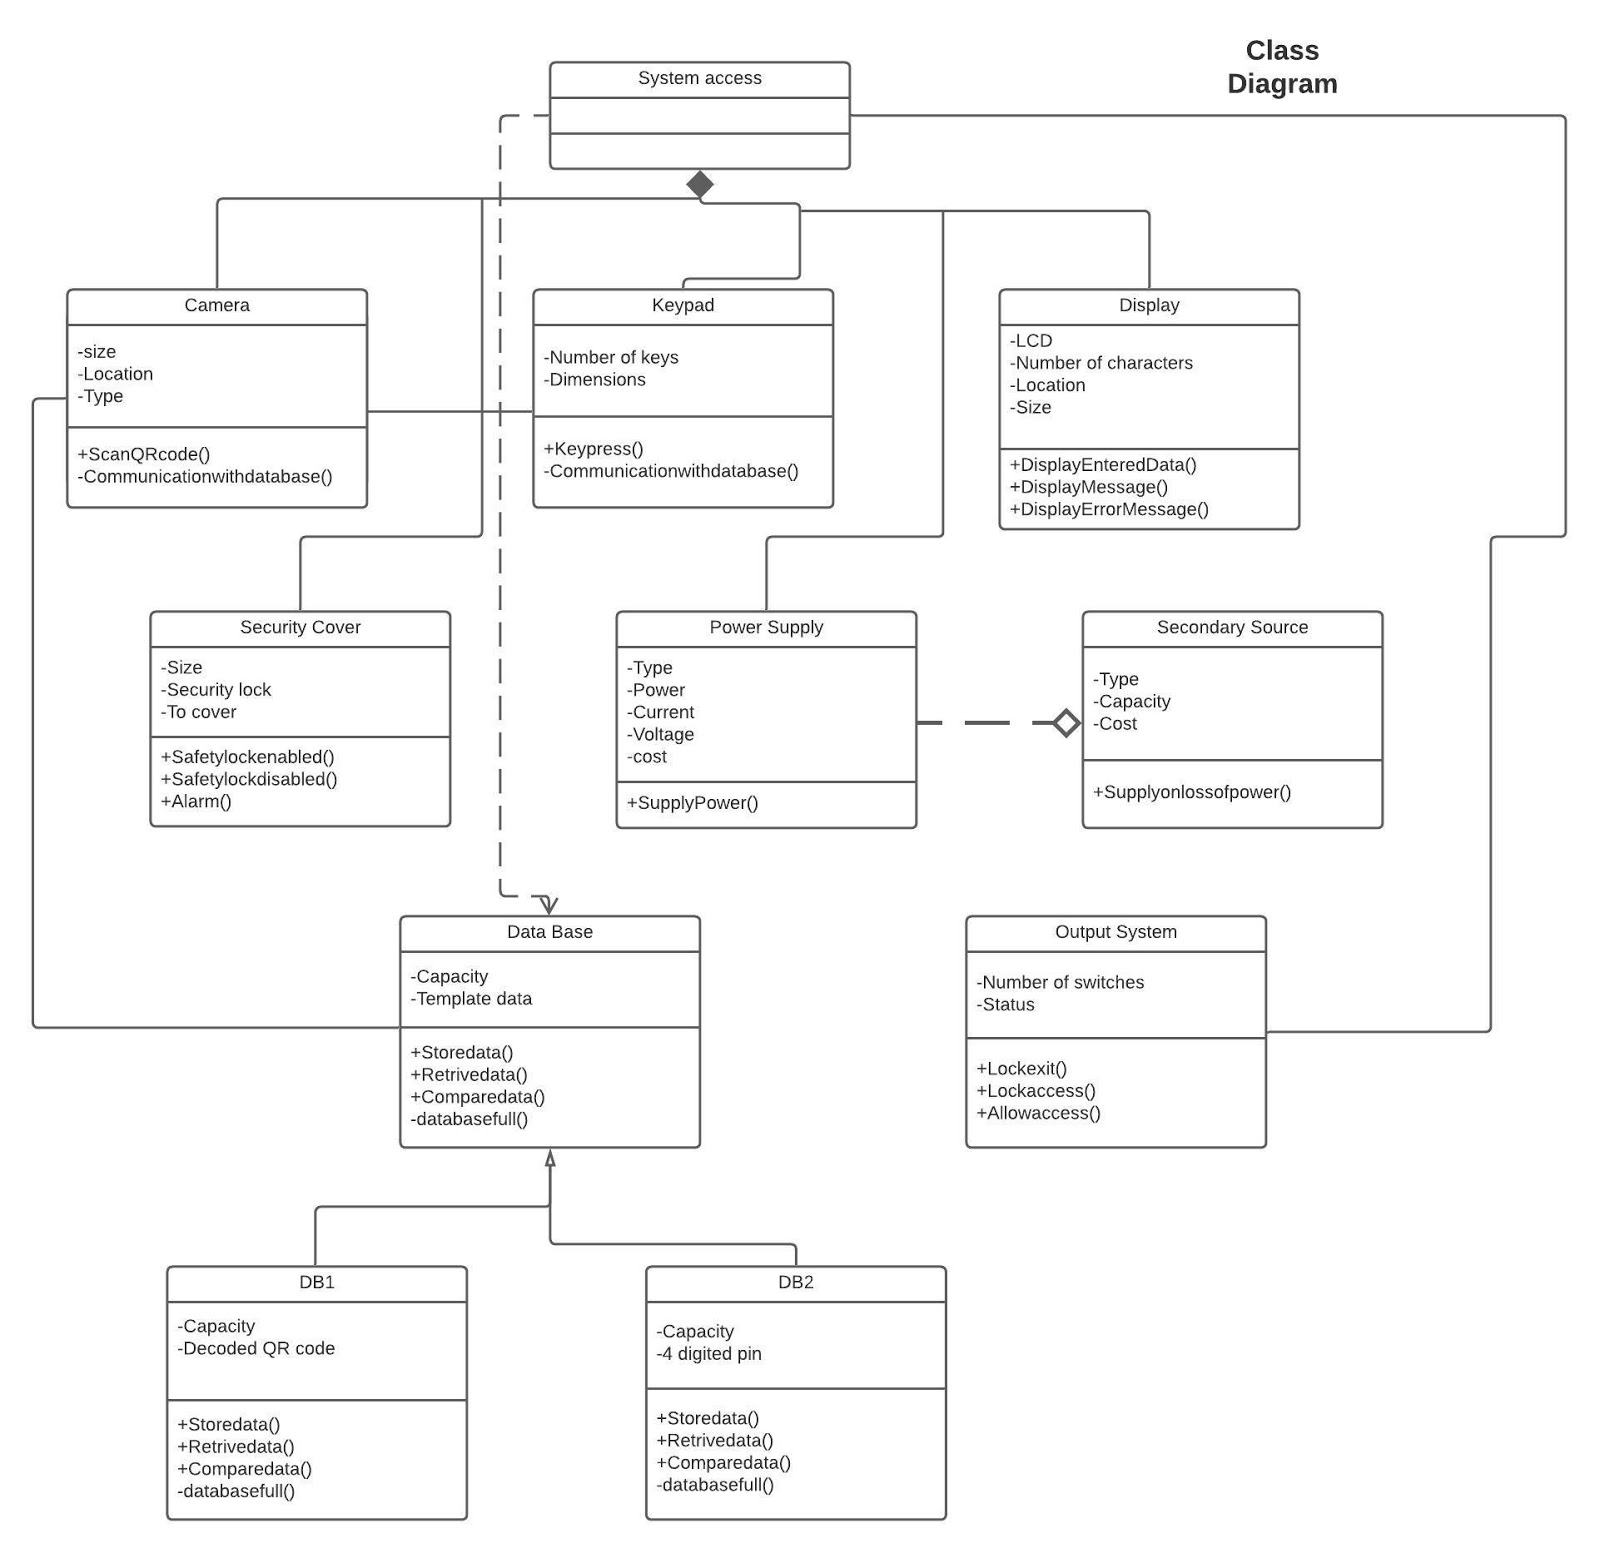 Class
Diagram
System access
Camera
-size
-Location
-Type
+ScanQRcode()
-Communicationwithdatabase()
Keypad
-Number of keys
-Dimensions
+Keypress()
-Communicationwithdatabase()
Display
-LCD
-Number of characters
-Location
-Size
+DisplayEnteredData()
+DisplayMessage()
+DisplayErrorMessage()
Security Cover
-Size
-Security lock
-To cover
+Safetylockenabled()
+Safetylockdisabled()
+Alarm()
Power Supply
-Type
-Power
-Current
-Voltage
-cost
+SupplyPower()
Secondary Source
-Type
-Capacity
-Cost
+Supplyonlossofpower()
Data Base
-Capacity
-Template data
+Storedata()
+Retrivedata()
+Comparedata()
-databasefull()
Output System
-Number of switches
-Status
+Lockexit()
+Lockaccess()
+Allowaccess()
DB1
-Capacity
-Decoded QR code
+Storedata()
+Retrivedata()
+Comparedata()
-databasefull()
DB2
-Capacity
-4 digited pin
+Storedata()
+Retrivedata()
+Comparedata()
-databasefull()